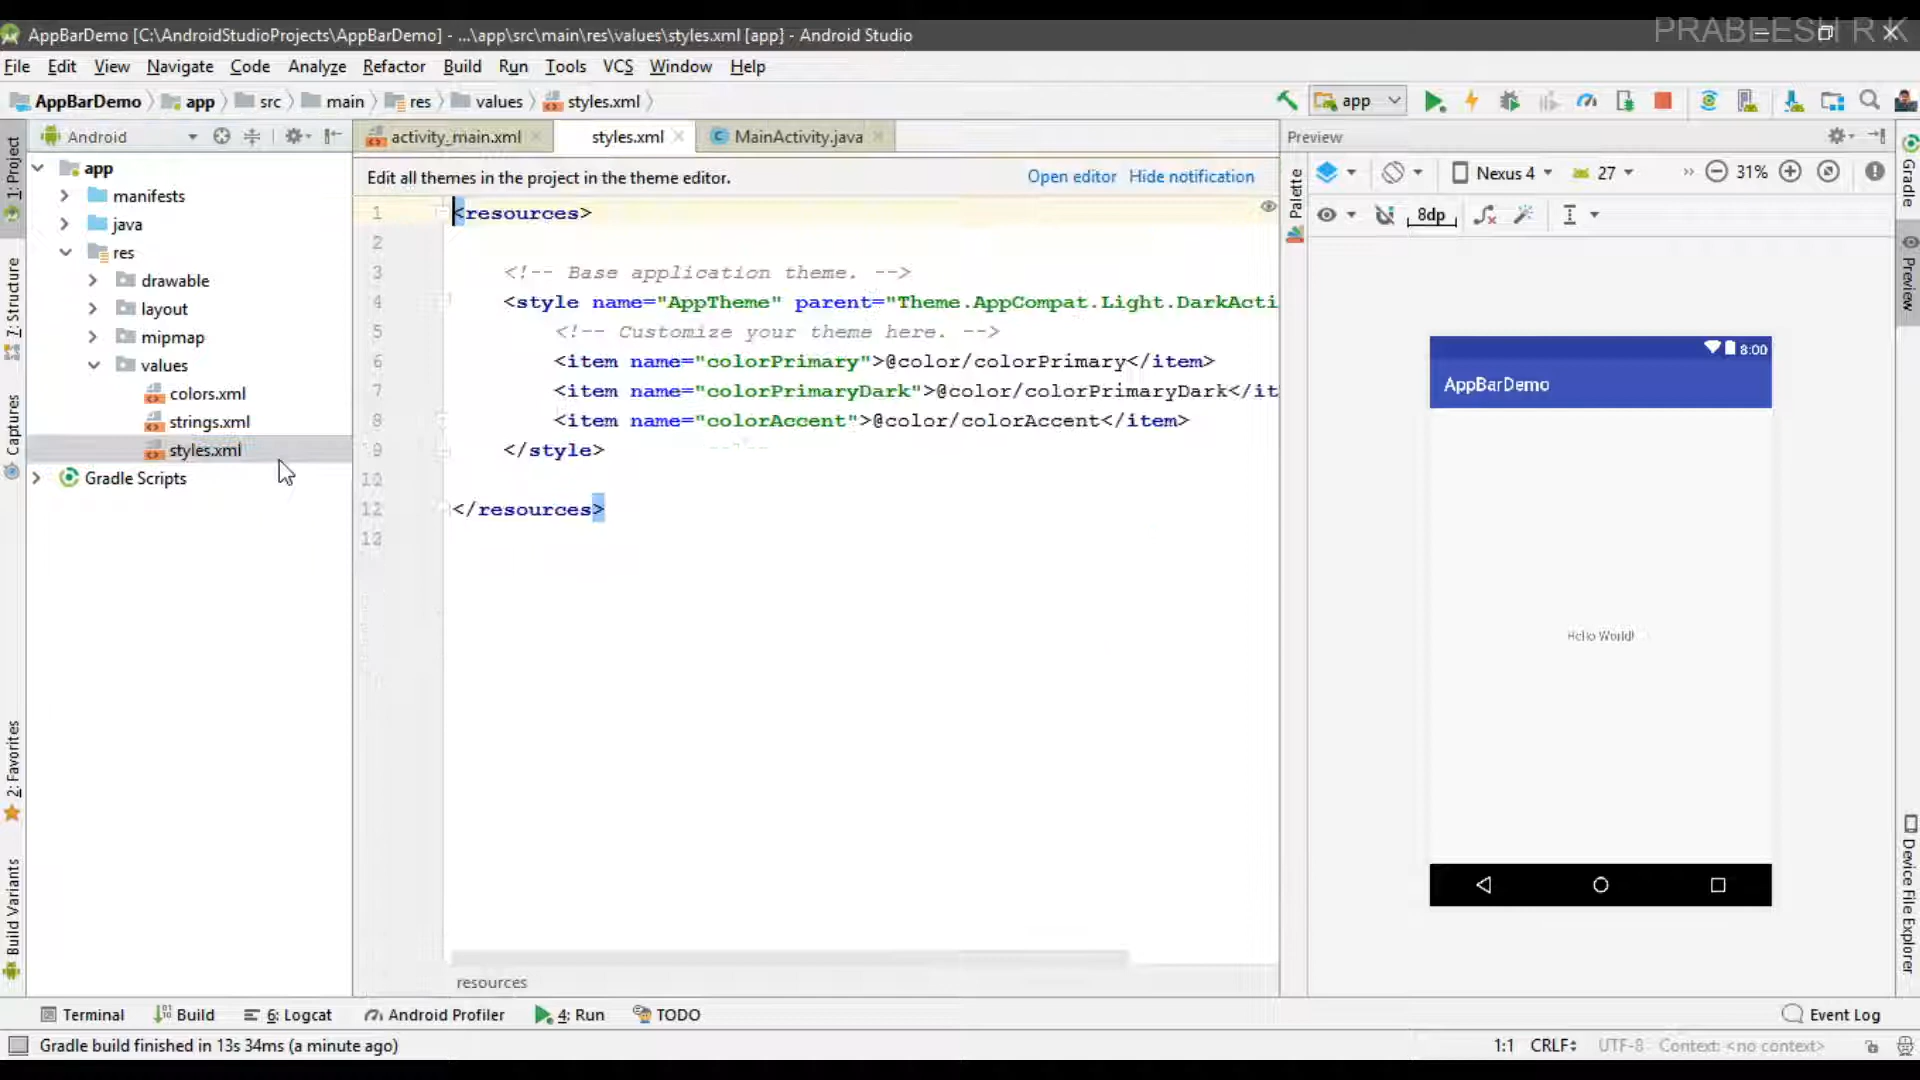 PRABEESH R K
AppBarDemo [C:\AndroidStudioProjects\AppBarDemo] - ...\app\src\main\res\values\styles.xml [app] - Android Studio
File Edit View Navigate Code Analyze Refactor Build Run Tools VCS Window Help
AppBarDemo app src main res values styles.xml app
1: Project
7: Structure
Captures
2: Favorites
Build Variants
Android
app
manifests
java
res
drawable
layout
mipmap
values
colors.xml
strings.xml
styles.xml
Gradle Scripts
activity_main.xml styles.xml MainActivity.java
Edit all themes in the project in the theme editor. Open editor Hide notification
1 <resources>
2
3 <!-- Base application theme. -->
4 <style name="AppTheme" parent="Theme.AppCompat.Light.DarkActi
5 <!-- Customize your theme here. -->
6 <item name="colorPrimary">@color/colorPrimary</item>
7 <item name="colorPrimaryDark">@color/colorPrimaryDark</it
8 <item name="colorAccent">@color/colorAccent</item>
9 </style>
10
12 </resources>
13
resources
Preview
Palette
Nexus 4 27 31%
8dp
8:00
AppBarDemo
Hello World!
Gradle
Preview
Device File Explorer
Terminal Build 6: Logcat Android Profiler 4: Run TODO Event Log
Gradle build finished in 13s 34ms (a minute ago) 1:1 CRLF UTF-8 Context: <no context>